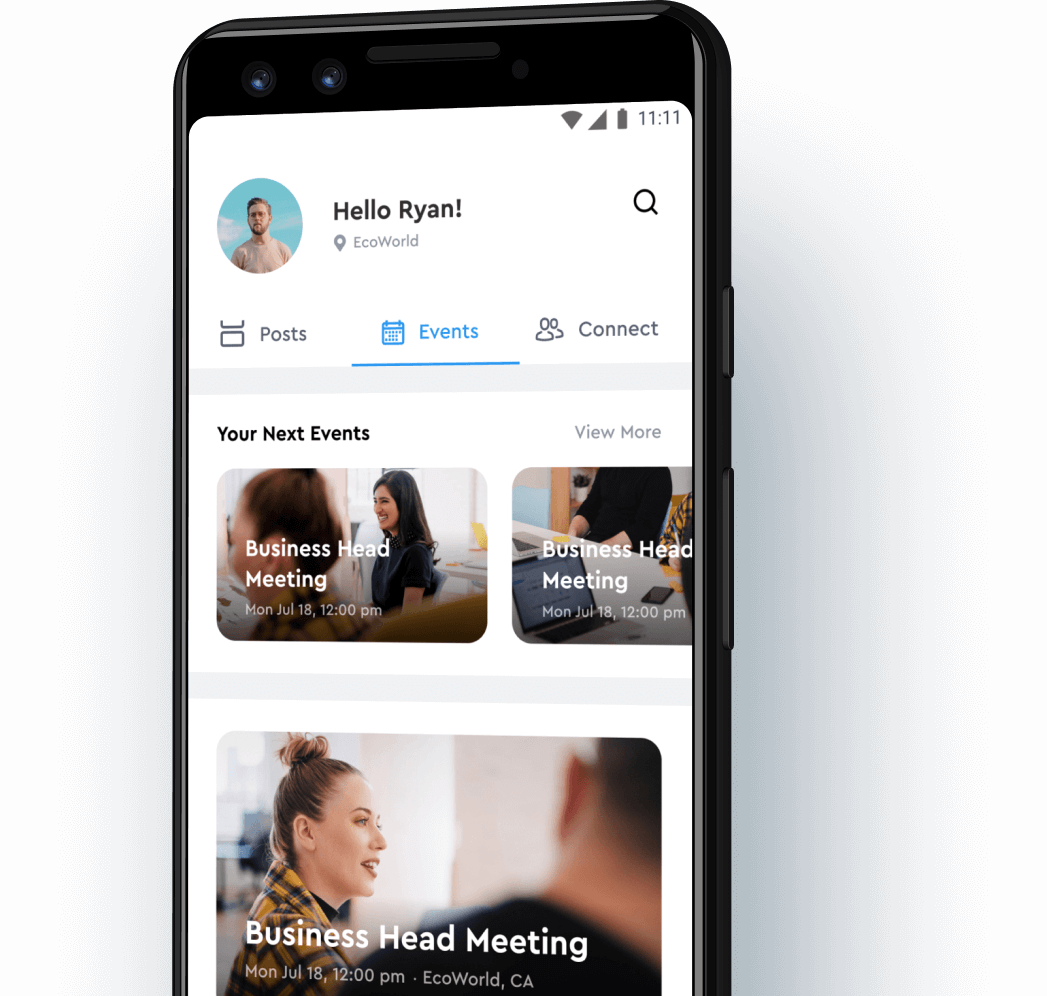 11:11
Hello Ryan!
EcoWorld
Posts
Events
Connect
Your Next Events
View More
Business Head
Meeting
Mon Jul 18, 12:00 pm
Business Head
Meeting
Mon Jul 18, 12:00 pm
Business Head Meeting
Mon Jul 18, 12:00 pm · EcoWorld, CA